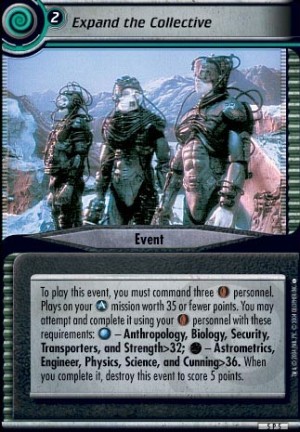 2
Expand the Collective
Event
To play this event, you must command three personnel.
Plays on your mission worth 35 or fewer points. You may
attempt and complete it using your personnel with these
requirements: – Anthropology, Biology, Security,
Transporters, and Strength>32; – Astrometrics,
Engineer, Physics, Science, and Cunning>36. When
you complete it, destroy this event to score 5 points.
5 P 5